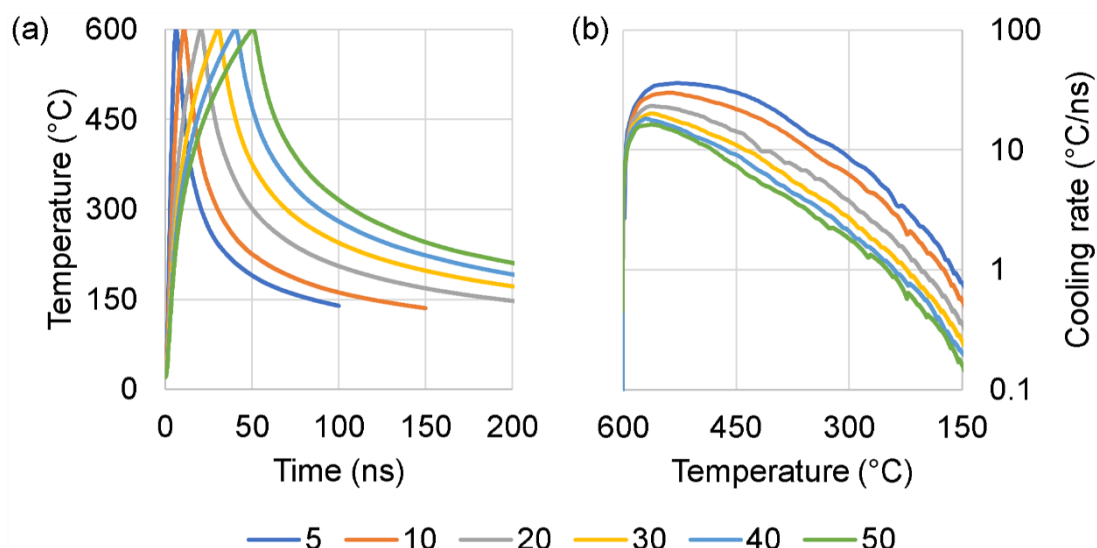 (a)
600
450
300
150
0
Temperature (°C)
0 50 100 150 200
Time (ns)
(b)
100
10
1
0.1
Cooling rate (°C/ns)
600 450 300 150
Temperature (°C)
5 10 20 30 40 50